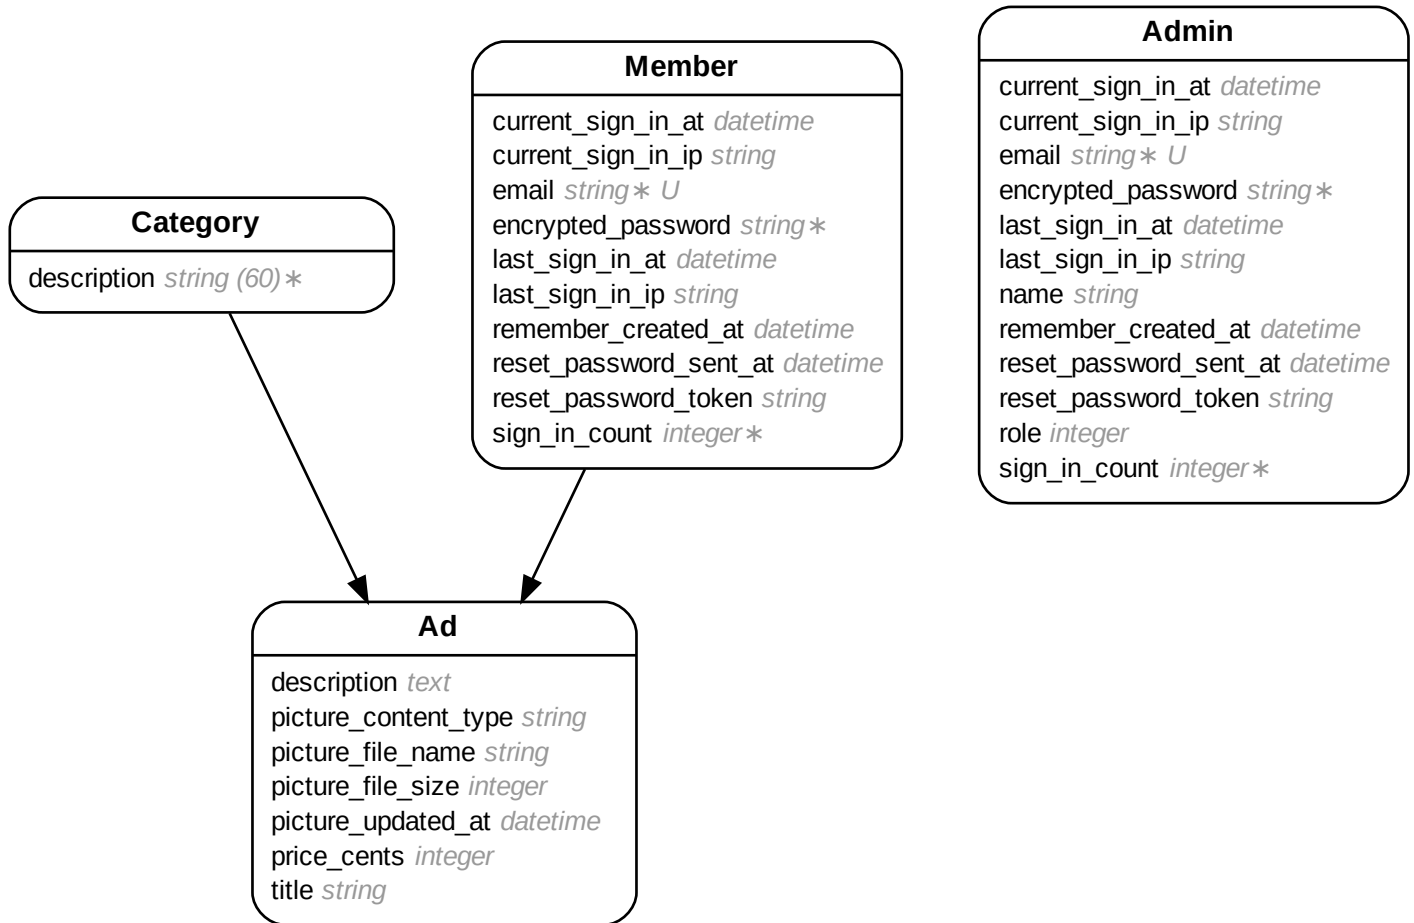 Category
description string (60)∗
Member
current_sign_in_at datetime
current_sign_in_ip string
email string∗ U
encrypted_password string∗
last_sign_in_at datetime
last_sign_in_ip string
remember_created_at datetime
reset_password_sent_at datetime
reset_password_token string
sign_in_count integer∗
Admin
current_sign_in_at datetime
current_sign_in_ip string
email string∗ U
encrypted_password string∗
last_sign_in_at datetime
last_sign_in_ip string
name string
remember_created_at datetime
reset_password_sent_at datetime
reset_password_token string
role integer
sign_in_count integer∗
Ad
description text
picture_content_type string
picture_file_name string
picture_file_size integer
picture_updated_at datetime
price_cents integer
title string